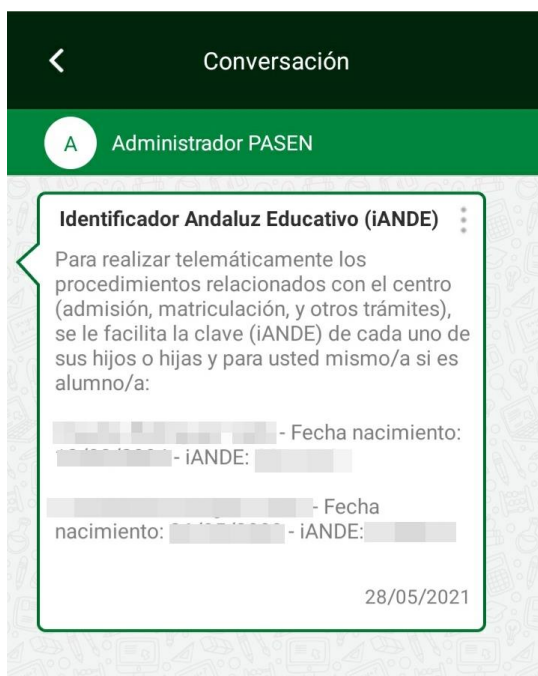 Conversación
A Administrador PASEN
Identificador Andaluz Educativo (iANDE)
Para realizar telemáticamente los
procedimientos relacionados con el centro
(admisión, matriculación, y otros trámites),
se le facilita la clave (iANDE) de cada uno de
sus hijos o hijas y para usted mismo/a si es
alumno/a:
- Fecha nacimiento:
- iANDE:
- Fecha
nacimiento: - iANDE:
28/05/2021